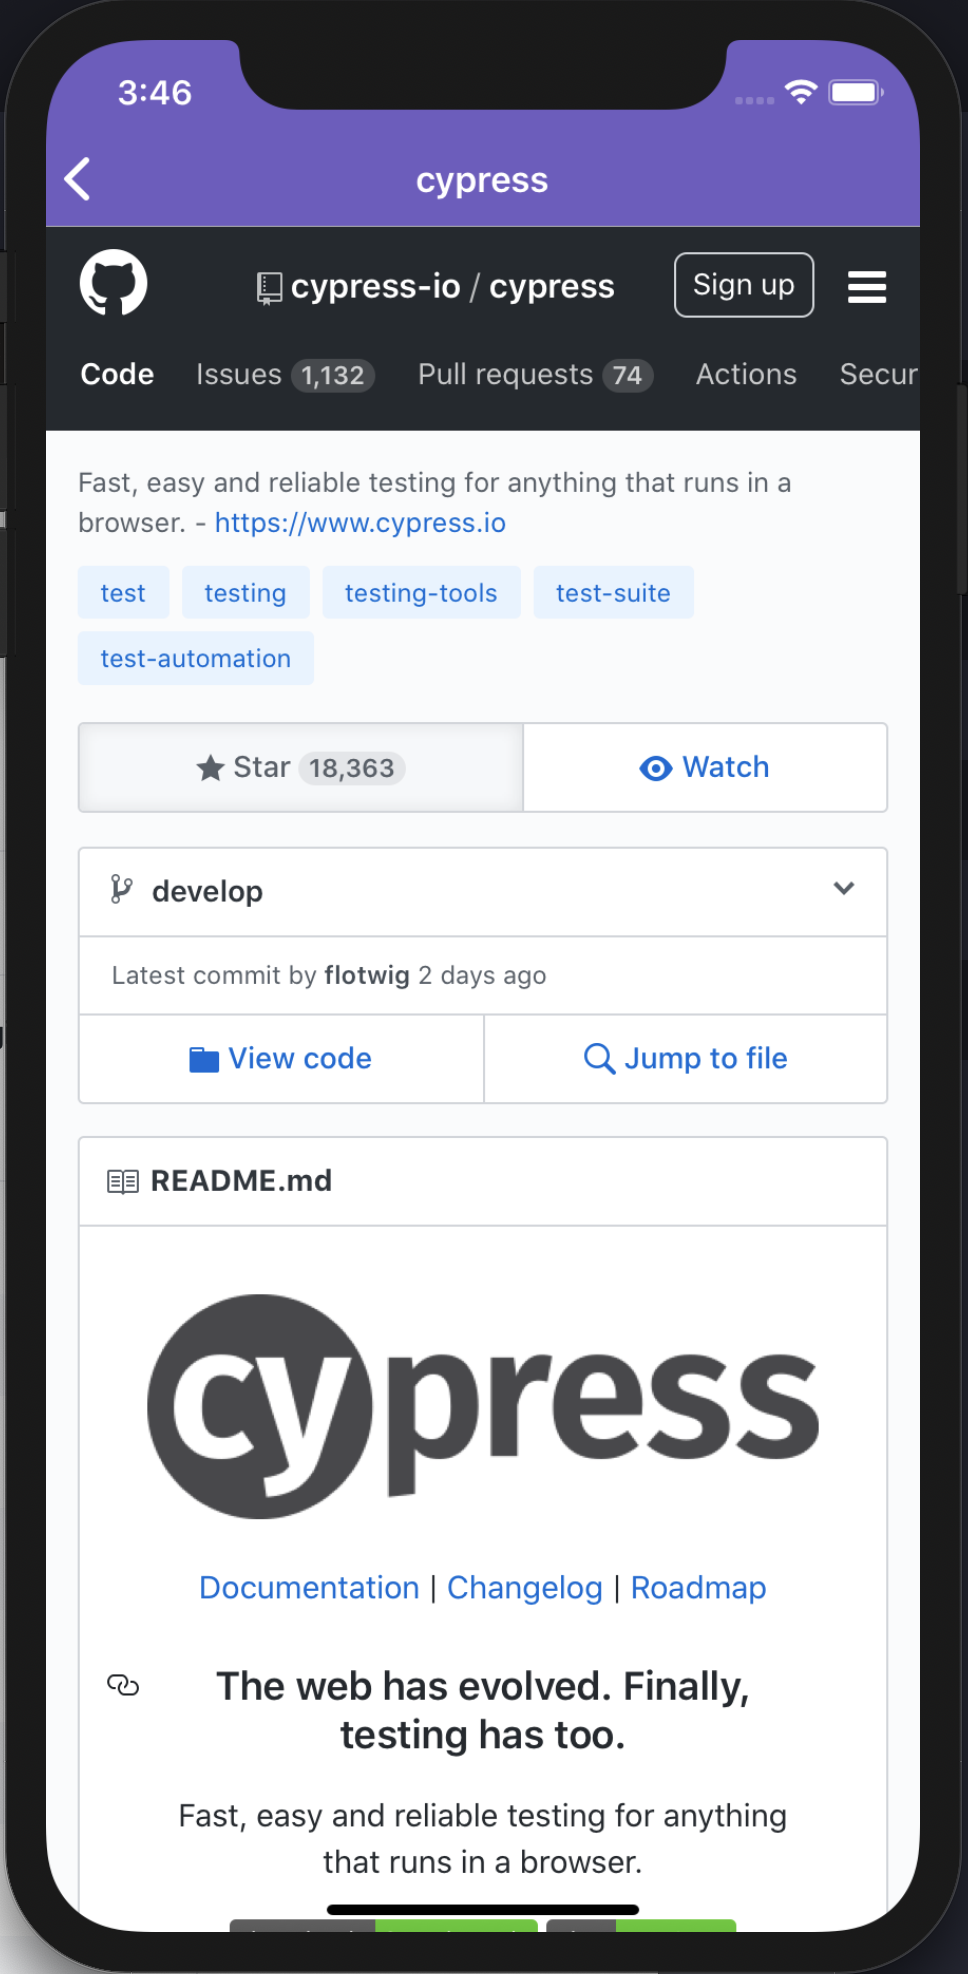 3:46
cypress
cypress-io / cypress
Sign up
Code Issues 1,132 Pull requests 74 Actions Secur
Fast, easy and reliable testing for anything that runs in a
browser. - https://www.cypress.io
test testing testing-tools test-suite
test-automation
Star 18,363 Watch
develop
Latest commit by flotwig 2 days ago
View code Jump to file
README.md
cypress
Documentation | Changelog | Roadmap
The web has evolved. Finally,
testing has too.
Fast, easy and reliable testing for anything
that runs in a browser.